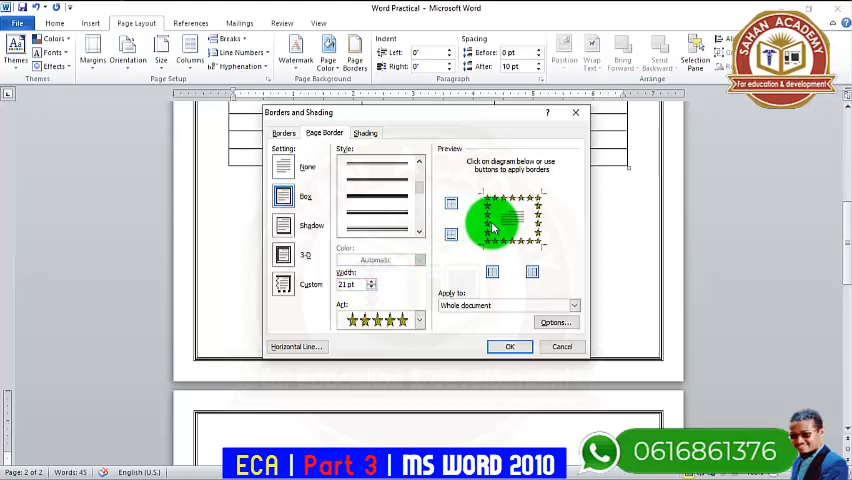 Word Practical - Microsoft Word
File Home Insert Page Layout References Mailings Review View
Themes
Colors
Fonts
Effects
Themes
Margins
Orientation
Size
Columns
Breaks
Line Numbers
Hyphenation
Page Setup
Watermark
Page Color
Page Borders
Page Background
Indent
Left: 0"
Right: 0"
Spacing
Before: 0 pt
After: 10 pt
Paragraph
Position
Wrap Text
Bring Forward
Send Backward
Selection Pane
Arrange
SAHAN ACADEMY
For education & development
Borders and Shading
Borders Page Border Shading
Setting:
None
Box
Shadow
3-D
Custom
Style:
Color:
Automatic
Width:
21 pt
Art:
Preview
Click on diagram below or use buttons to apply borders
Apply to:
Whole document
Options...
Horizontal Line...
OK Cancel
Page: 2 of 2 Words: 45 English (U.S.)
ECA | Part 3 | MS WORD 2010
0616861376